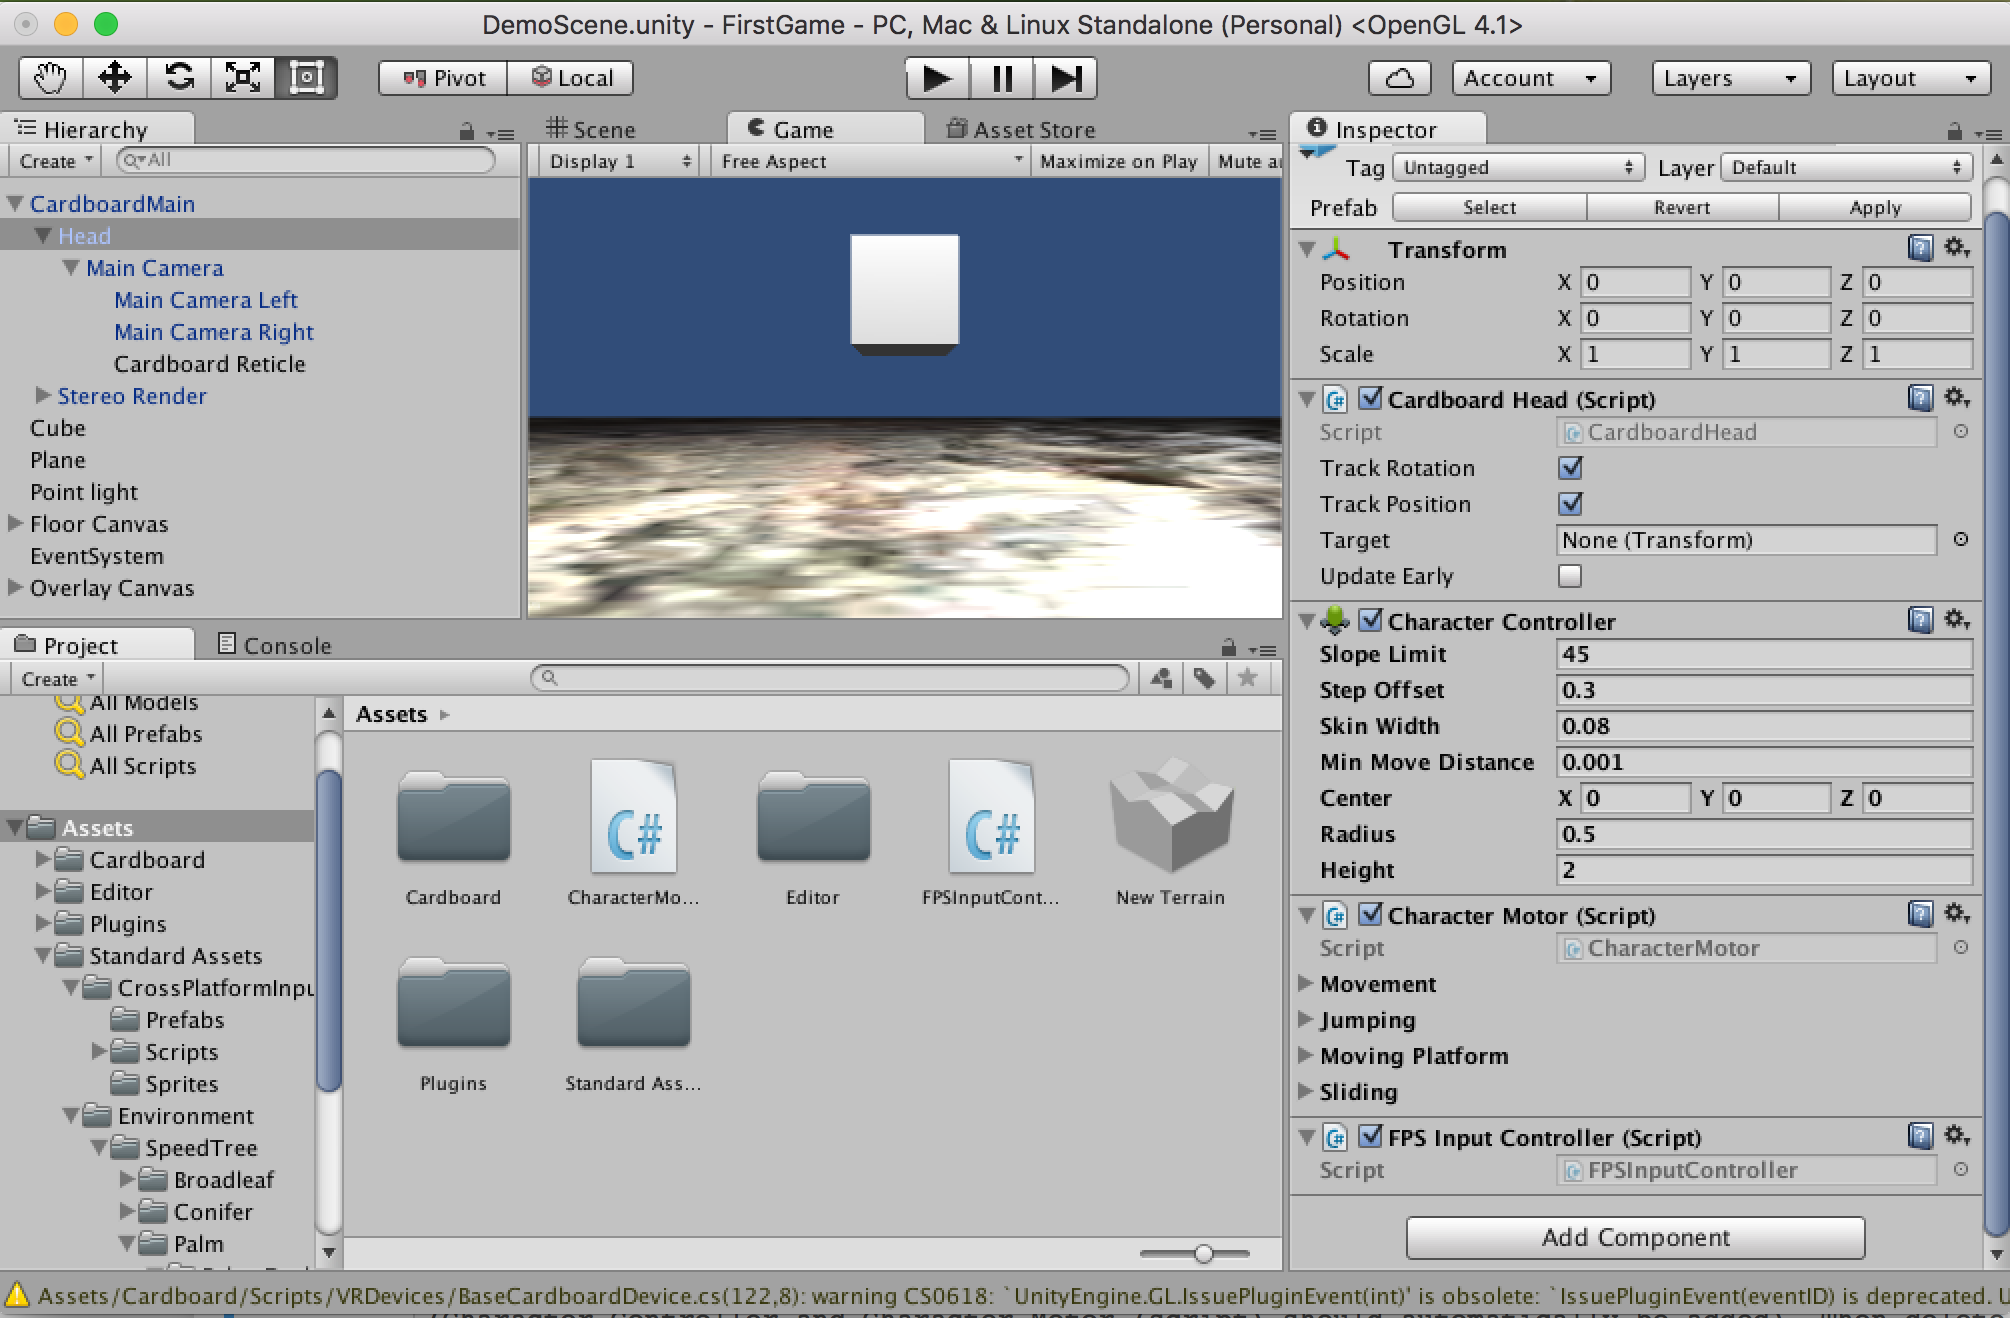 DemoScene.unity - FirstGame - PC, Mac & Linux Standalone (Personal) <OpenGL 4.1>
Pivot Local Account Layers Layout
Hierarchy
Create All
CardboardMain
Head
Main Camera
Main Camera Left
Main Camera Right
Cardboard Reticle
Stereo Render
Cube
Plane
Point light
Floor Canvas
EventSystem
Overlay Canvas
Scene Game Asset Store
Display 1 Free Aspect Maximize on Play Mute au
Project Console
Create
All Models
All Prefabs
All Scripts
Assets
Cardboard
Editor
Plugins
Standard Assets
CrossPlatformInpu
Prefabs
Scripts
Sprites
Environment
SpeedTree
Broadleaf
Conifer
Palm
Assets
Cardboard CharacterMo... Editor FPSInputCont... New Terrain
C# C#
Plugins Standard Ass...
Inspector
Tag Untagged Layer Default
Prefab Select Revert Apply
Transform
Position X 0 Y 0 Z 0
Rotation X 0 Y 0 Z 0
Scale X 1 Y 1 Z 1
Cardboard Head (Script)
Script CardboardHead
Track Rotation
Track Position
Target None (Transform)
Update Early
Character Controller
Slope Limit 45
Step Offset 0.3
Skin Width 0.08
Min Move Distance 0.001
Center X 0 Y 0 Z 0
Radius 0.5
Height 2
Character Motor (Script)
Script CharacterMotor
Movement
Jumping
Moving Platform
Sliding
FPS Input Controller (Script)
Script FPSInputController
Add Component
Assets/Cardboard/Scripts/VRDevices/BaseCardboardDevice.cs(122,8): warning CS0618: `UnityEngine.GL.IssuePluginEvent(int)' is obsolete: `IssuePluginEvent(eventID) is deprecated. U